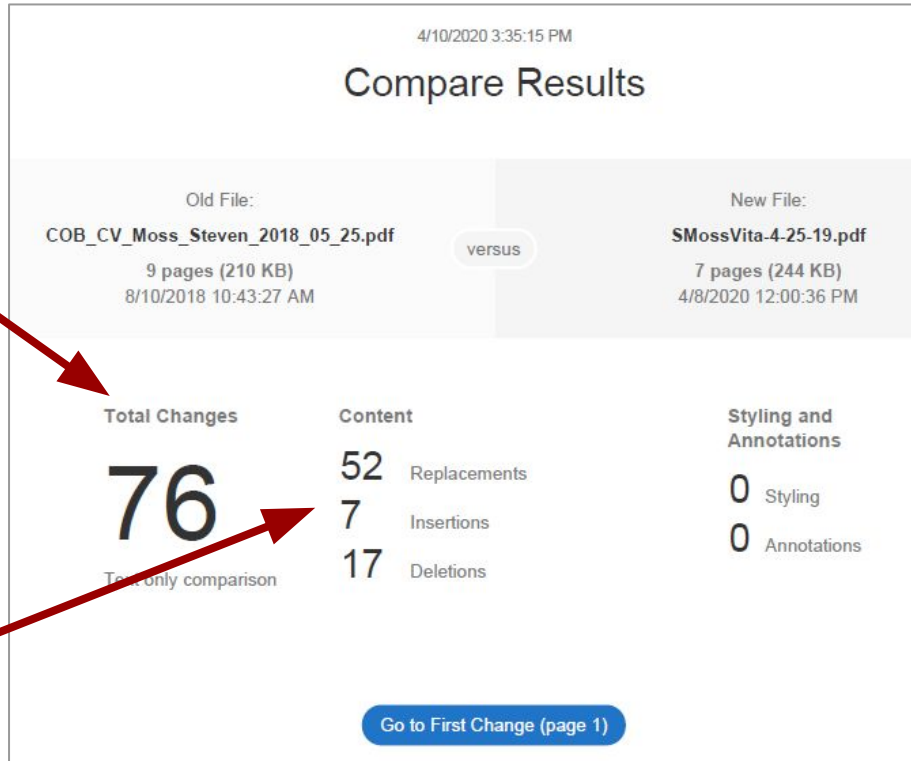 4/10/2020 3:35:15 PM
Compare Results
Old File:
COB_CV_Moss_Steven_2018_05_25.pdf
9 pages (210 KB)
8/10/2018 10:43:27 AM
versus
New File:
SMossVita-4-25-19.pdf
7 pages (244 KB)
4/8/2020 12:00:36 PM
Total Changes
76
Text only comparison
Content
52 Replacements
7 Insertions
17 Deletions
Styling and
Annotations
0 Styling
0 Annotations
Go to First Change (page 1)